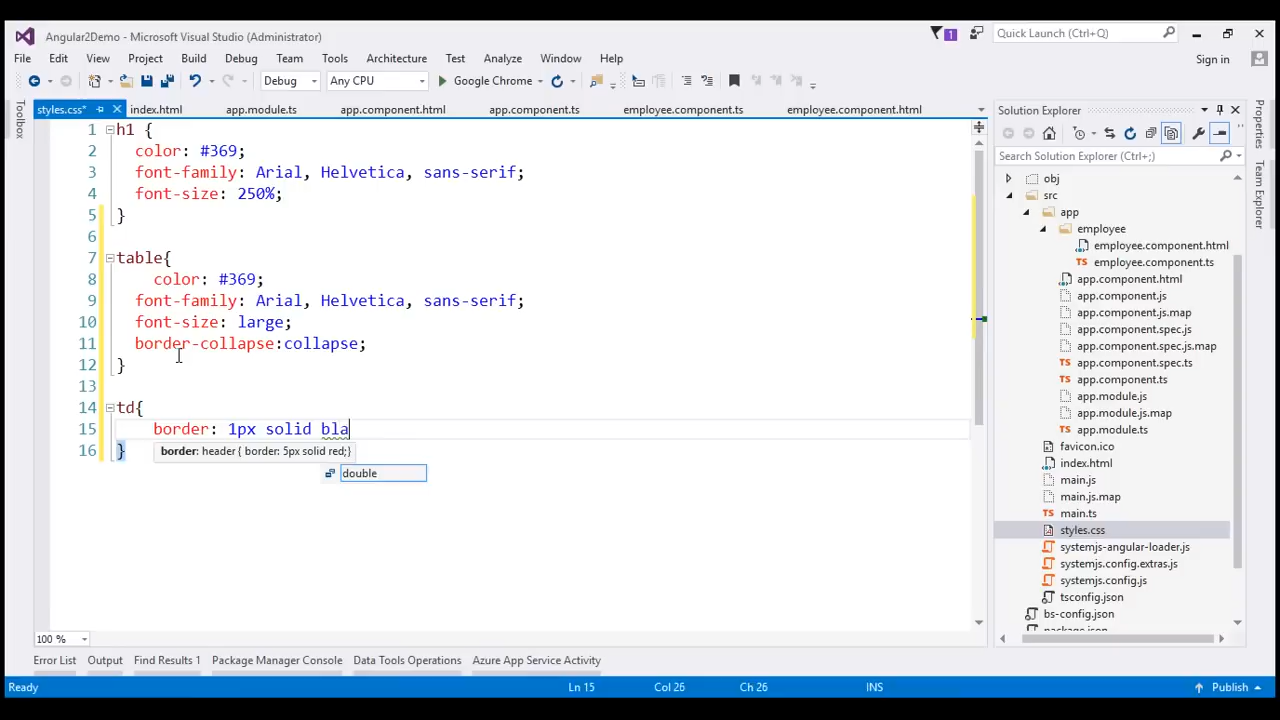 Angular2Demo - Microsoft Visual Studio (Administrator)
1
Quick Launch (Ctrl+Q)
File Edit View Project Build Debug Team Tools Architecture Test Analyze Window Help
Sign in
Debug Any CPU Google Chrome
Toolbox
styles.css* index.html app.module.ts app.component.html app.component.ts employee.component.ts employee.component.html
1 h1 {
2 color: #369;
3 font-family: Arial, Helvetica, sans-serif;
4 font-size: 250%;
5 }
6
7 table{
8 color: #369;
9 font-family: Arial, Helvetica, sans-serif;
10 font-size: large;
11 border-collapse:collapse;
12 }
13
14 td{
15 border: 1px solid bla
16 }
border: header { border: 5px solid red;}
double
100 %
Solution Explorer
Search Solution Explorer (Ctrl+;)
obj
src
app
employee
employee.component.html
employee.component.ts
app.component.html
app.component.js
app.component.js.map
app.component.spec.js
app.component.spec.js.map
app.component.spec.ts
app.component.ts
app.module.js
app.module.js.map
app.module.ts
favicon.ico
index.html
main.js
main.js.map
main.ts
styles.css
systemjs-angular-loader.js
systemjs.config.extras.js
systemjs.config.js
tsconfig.json
bs-config.json
Properties
Team Explorer
Error List Output Find Results 1 Package Manager Console Data Tools Operations Azure App Service Activity
Ready Ln 15 Col 26 Ch 26 INS Publish